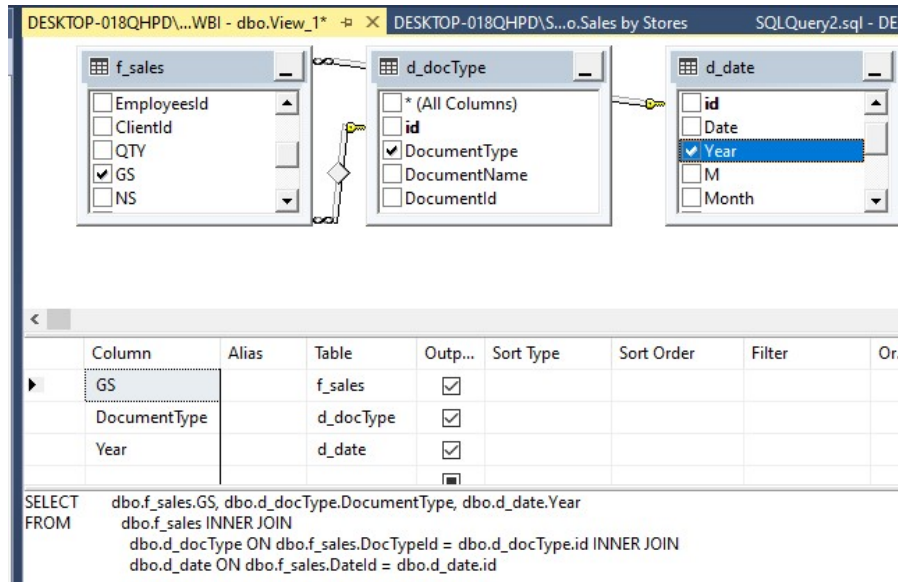 DESKTOP-018QHPD\...WBI - dbo.View_1* DESKTOP-018QHPD\S...o.Sales by Stores SQLQuery2.sql - DE
f_sales d_docType d_date
EmployeesId * (All Columns) id
ClientId id Date
QTY DocumentType Year
GS DocumentName M
NS DocumentId Month
Column Alias Table Outp... Sort Type Sort Order Filter Or.
GS f_sales
DocumentType d_docType
Year d_date
SELECT dbo.f_sales.GS, dbo.d_docType.DocumentType, dbo.d_date.Year
FROM dbo.f_sales INNER JOIN
dbo.d_docType ON dbo.f_sales.DocTypeId = dbo.d_docType.id INNER JOIN
dbo.d_date ON dbo.f_sales.DateId = dbo.d_date.id